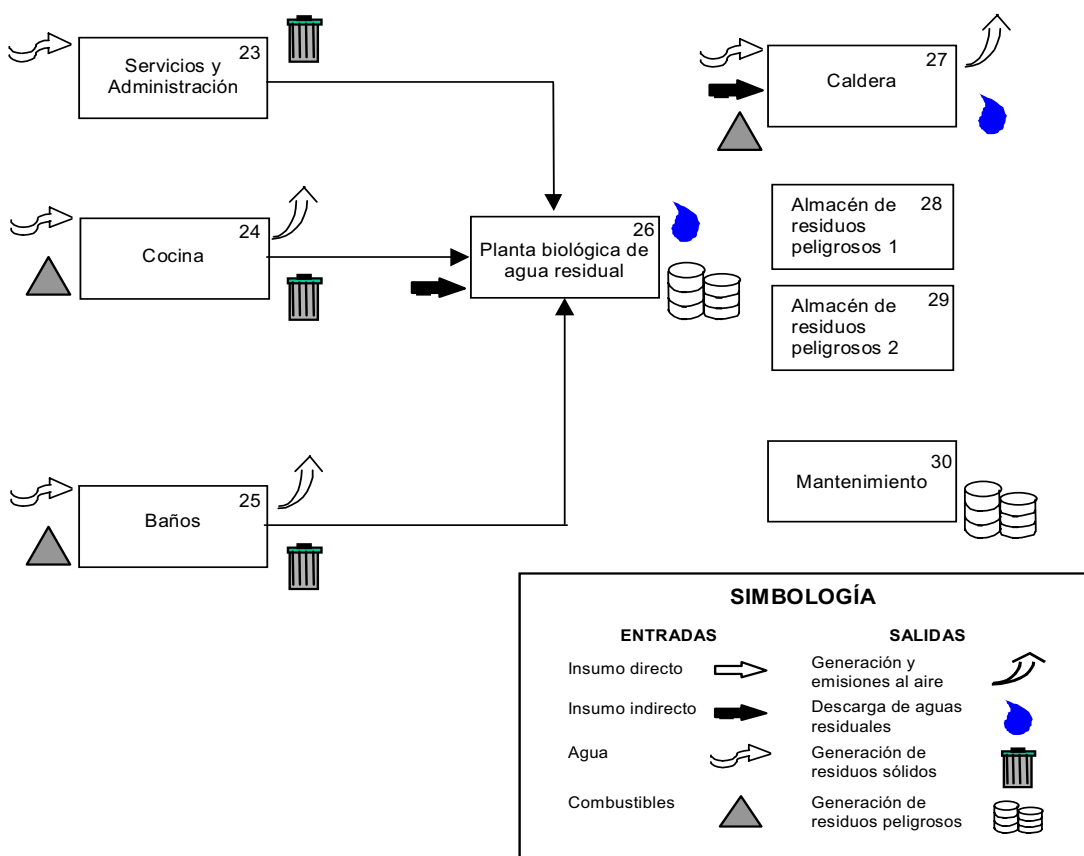 23
Servicios y
Administración
24
Cocina
25
Baños
26
Planta biológica de
agua residual
27
Caldera
28
Almacén de
residuos
peligrosos 1
29
Almacén de
residuos
peligrosos 2
30
Mantenimiento
SIMBOLOGÍA
ENTRADAS
SALIDAS
Insumo directo
Generación y
emisiones al aire
Insumo indirecto
Descarga de aguas
residuales
Agua
Generación de
residuos sólidos
Combustibles
Generación de
residuos peligrosos